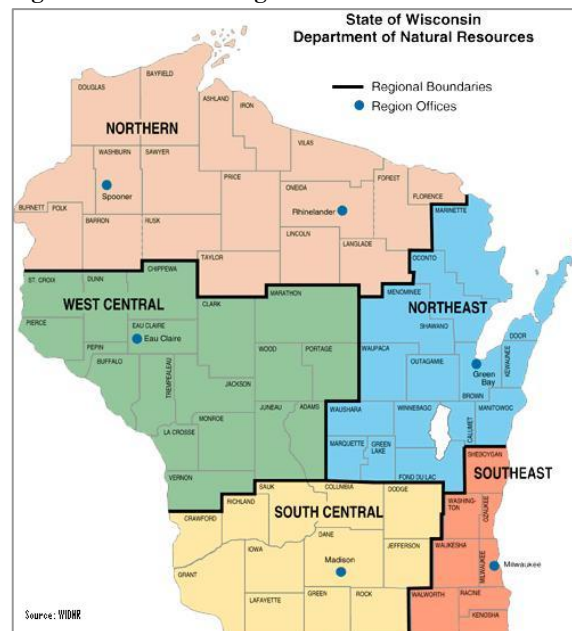 State of Wisconsin
Department of Natural Resources
Regional Boundaries
Region Offices
BAYFIELD
DOUGLAS
ASHLAND
IRON
NORTHERN
VILAS
WASHBURN
SAWYER
FOREST
FLORENCE
PRICE
ONEIDA
Spooner
Rhinelander
MARINETTE
BURNETT
POLK
BARRON
RUSK
LINCOLN
LANGLADE
TAYLOR
OCONTO
CHIPPEWA
ST. CROIX
DUNN
MARATHON
MENOMINEE
WEST CENTRAL
CLARK
NORTHEAST
PIERCE
EAU CLAIRE
Eau Claire
SHAWANO
DOOR
PEPIN
WOOD
PORTAGE
WAUPACA
KEWAUNEE
BUFFALO
TREMPEALEAU
OUTAGAMIE
Green
Bay
JACKSON
BROWN
MONROE
JUNEAU
ADAMS
WAUSHARA
WINNEBAGO
CALUMET
MANITOWOC
LA CROSSE
MARQUETTE
GREEN
LAKE
SHEBOYGAN
VERNON
FOND DU LAC
SOUTHEAST
SAUK
COLUMBIA
DODGE
RICHLAND
WASHING-
TON
OZAUKEE
CRAWFORD
SOUTH CENTRAL
DANE
IOWA
JEFFERSON
WAUKESHA
MILWAUKEE
Milwaukee
GRANT
Madison
LAFAYETTE
GREEN
ROCK
WALWORTH
RACINE
KENOSHA
Source: WIDNR